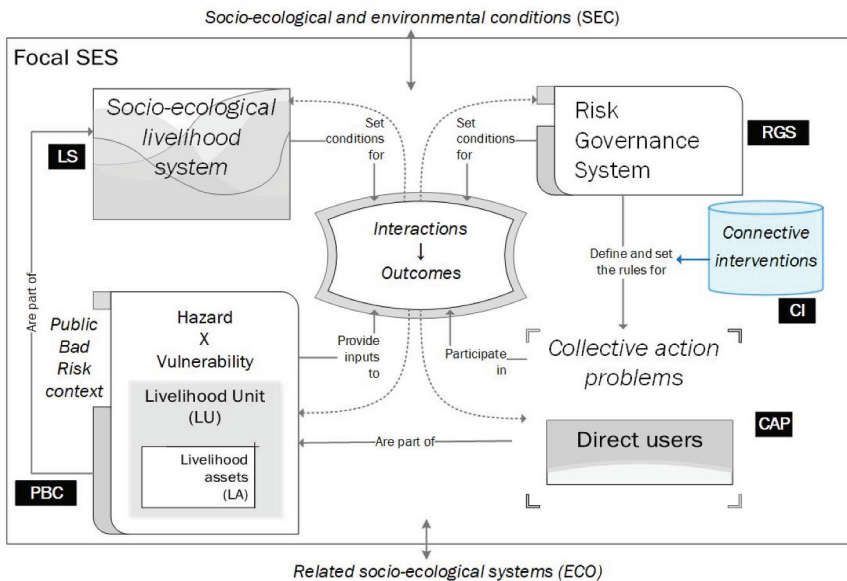 Socio-ecological and environmental conditions (SEC)
Focal SES
Socio-ecological
livelihood
system
LS
Set
conditions
for
Set
conditions
for
Risk
Governance
System
RGS
Interactions
Outcomes
Define and set
the rules for
Connective
interventions
CI
Are part of
Public
Bad
Risk
context
PBC
Hazard
X
Vulnerability
Livelihood Unit
(LU)
Livelihood
assets
(LA)
Provide
inputs
to
Participate
in
Collective action
problems
CAP
Direct users
Are part of
Related socio-ecological systems (ECO)